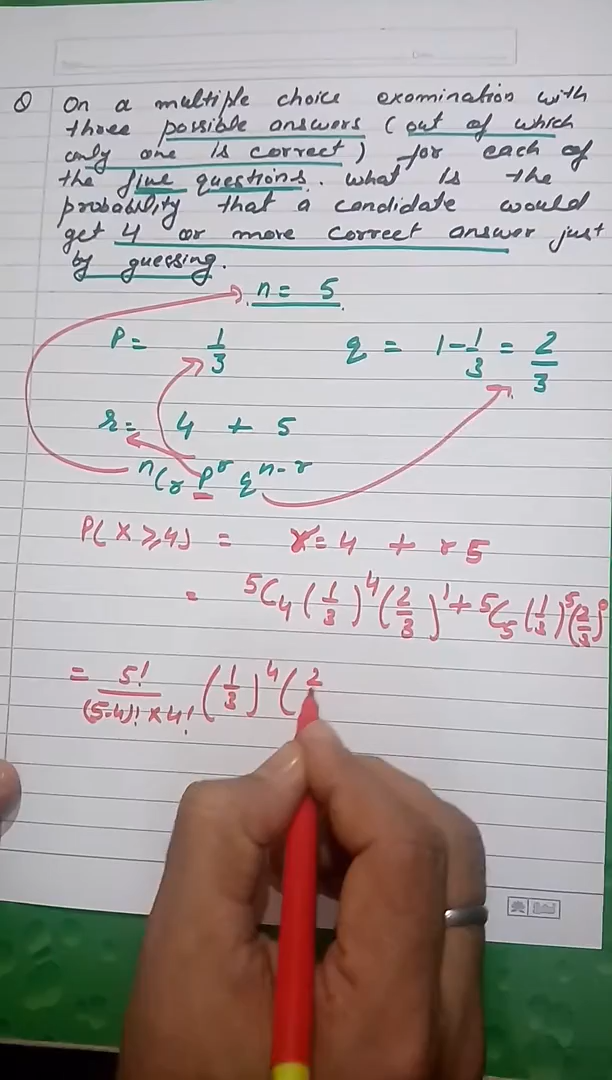 Q On a multiple choice examination with
three possible answers (out of which
only one is correct) for each of
the five questions. what is the
probability that a candidate would
get 4 or more correct answer just
by guessing.
n = 5
P = 1/3 q = 1-1/3 = 2/3
r = 4 + 5
ⁿCᵣ pʳ qⁿ⁻ʳ
P(X ≥ 4) = r=4 + r 5
= ⁵C₄ (1/3)⁴ (2/3)¹ + ⁵C₅ (1/3)⁵ (2/3)⁰
= 5!/((5-4)! × 4!) (1/3)⁴ (2